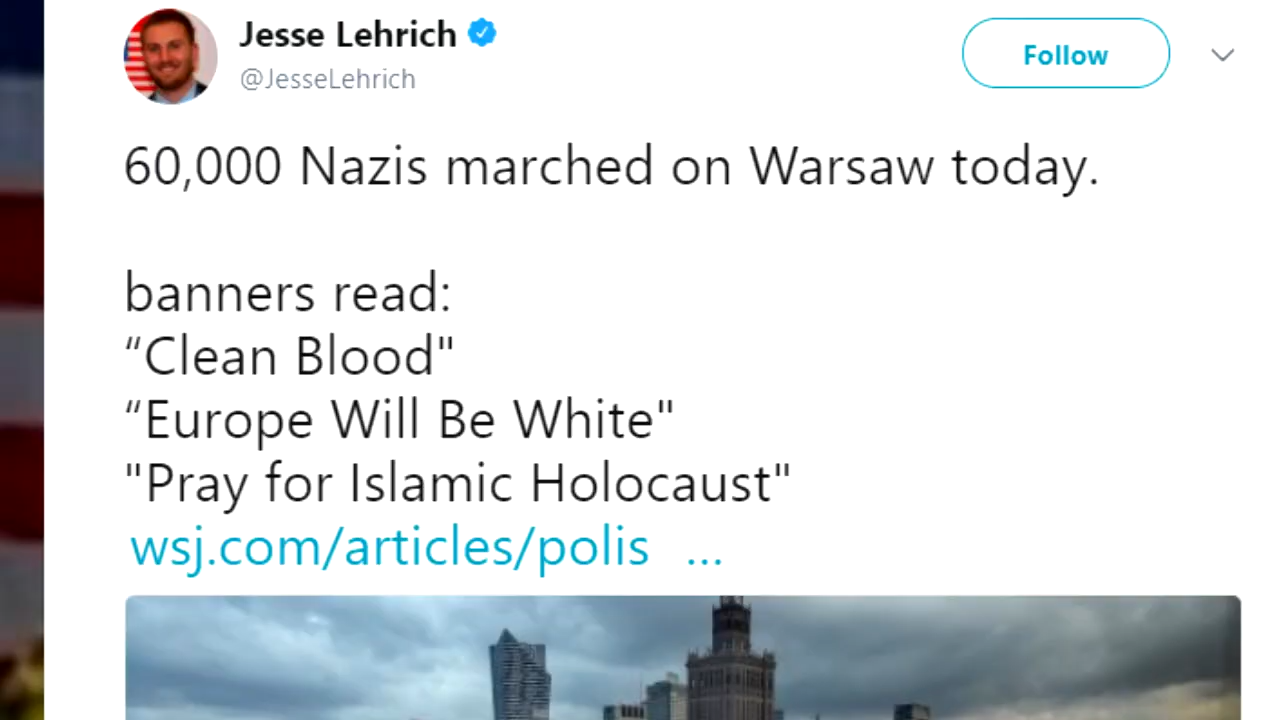 Jesse Lehrich
@JesseLehrich
Follow
60,000 Nazis marched on Warsaw today.
banners read:
“Clean Blood"
“Europe Will Be White"
"Pray for Islamic Holocaust"
wsj.com/articles/polis ...